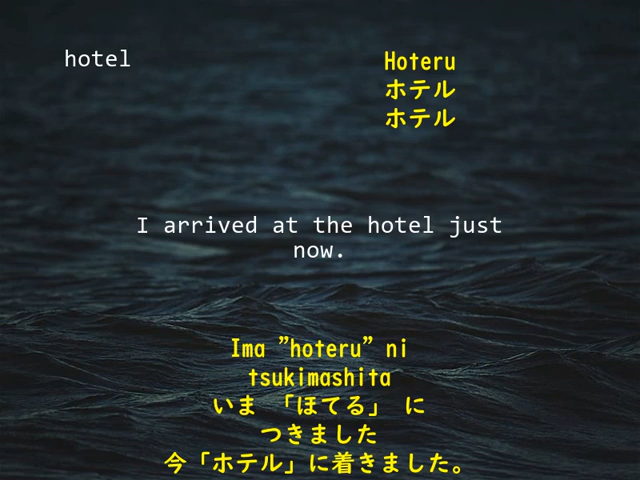 hotel
Hoteru
ホテル
ホテル
I arrived at the hotel just
now.
Ima ”hoteru” ni
tsukimashita
いま 「ほてる」 に
つきました
今「ホテル」に着きました。